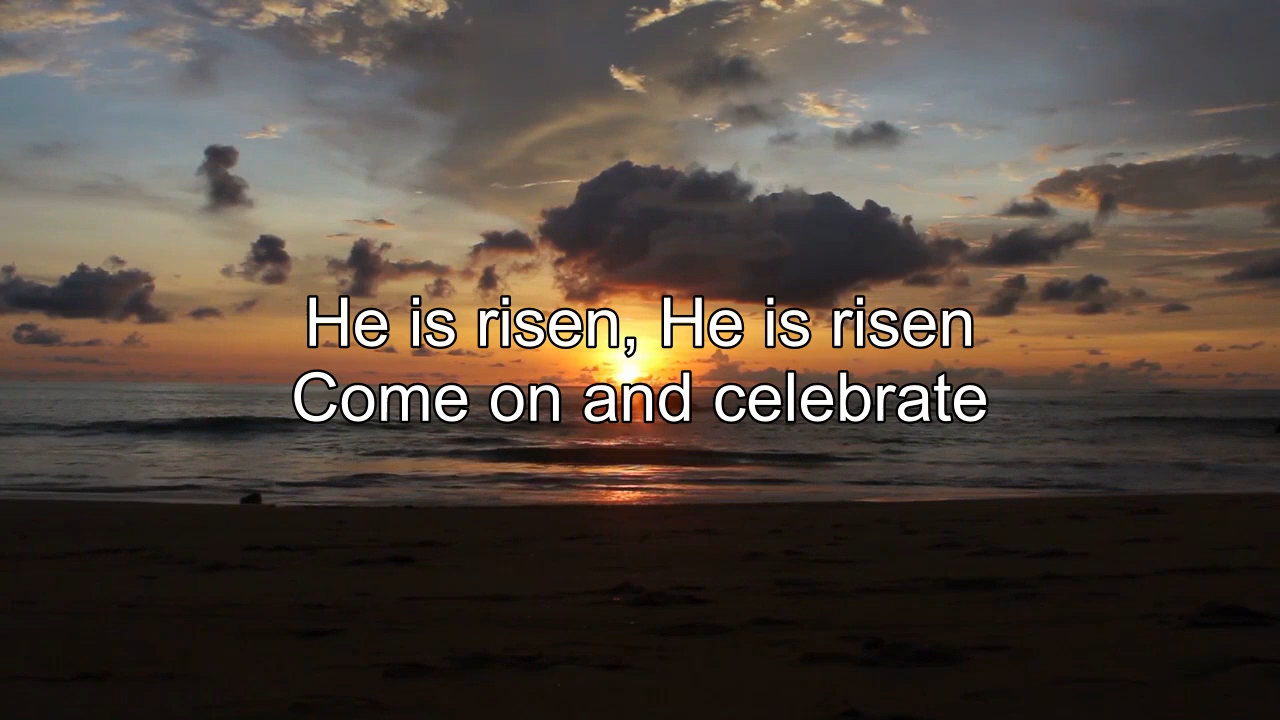 He is risen, He is risen
Come on and celebrate